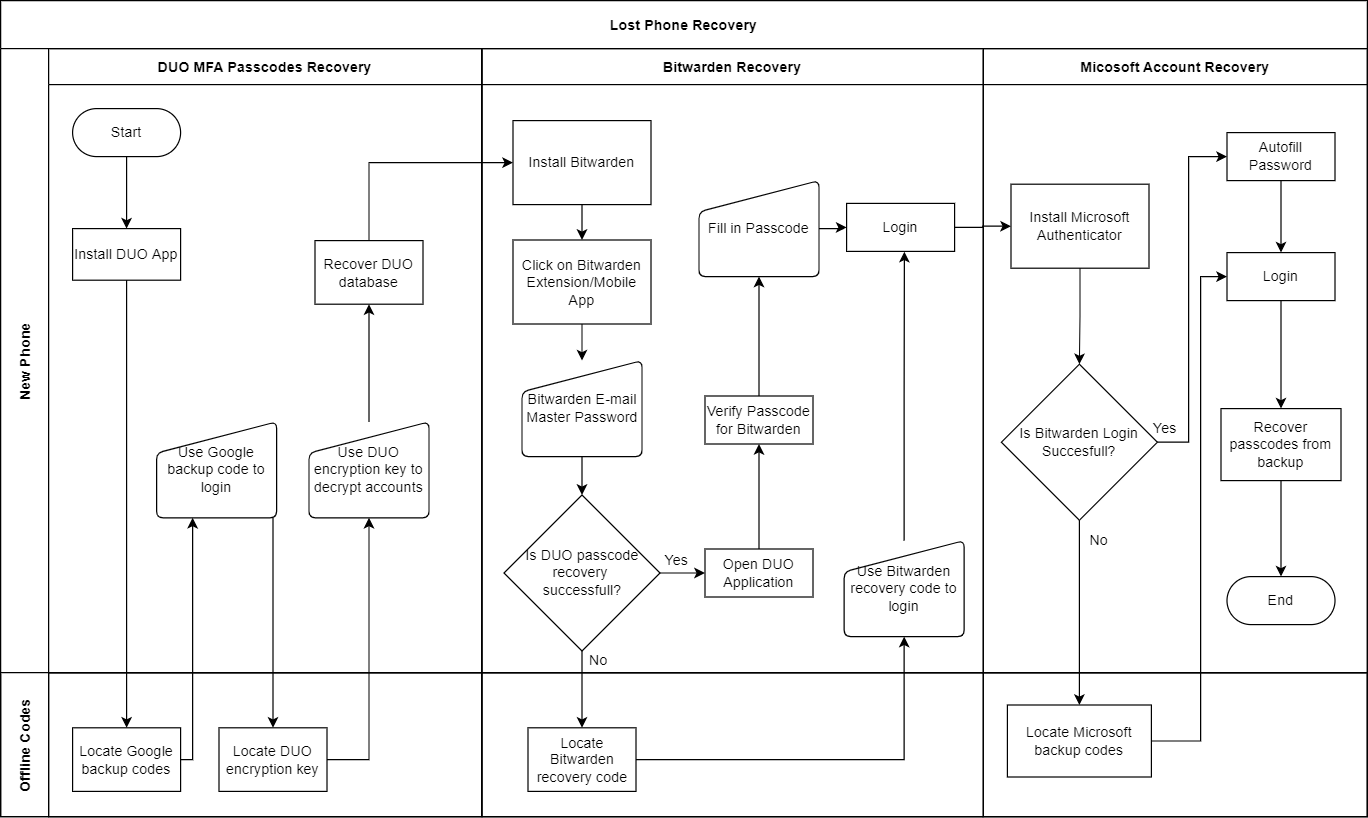 Lost Phone Recovery
DUO MFA Passcodes Recovery
Bitwarden Recovery
Micosoft Account Recovery
New Phone
Start
Install DUO App
Recover DUO
database
Use Google
backup code to
login
Use DUO
encryption key to
decrypt accounts
Install Bitwarden
Click on Bitwarden
Extension/Mobile
App
Bitwarden E-mail
Master Password
Is DUO passcode
recovery
successfull?
Yes
No
Open DUO
Application
Verify Passcode
for Bitwarden
Fill in Passcode
Login
Use Bitwarden
recovery code to
login
Install Microsoft
Authenticator
Is Bitwarden Login
Succesfull?
Yes
No
Autofill
Password
Login
Recover
passcodes from
backup
End
Offline Codes
Locate Google
backup codes
Locate DUO
encryption key
Locate
Bitwarden
recovery code
Locate Microsoft
backup codes